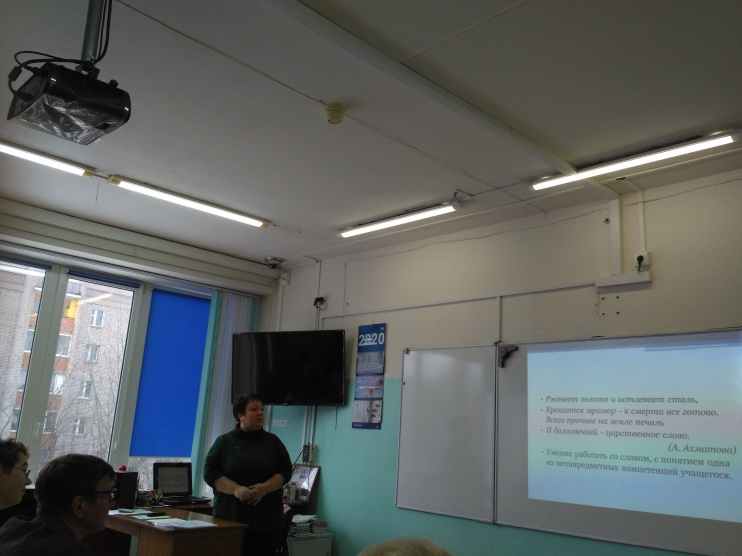 2020
Ржавеет золото и истлевает сталь,
Крошится мрамор - к смерти все готово.
Всего прочнее на земле печаль
И долговечней - царственное слово.
(А. Ахматова)
Умение работать со словом, с понятием одна
из метапредметных компетенций учащегося.